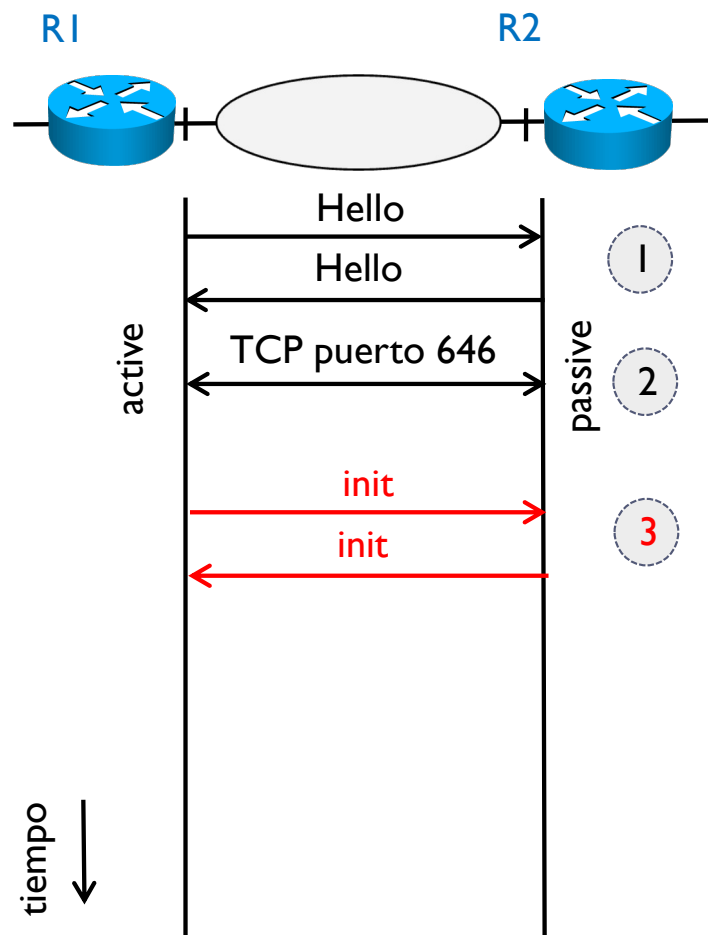 R1
R2
Hello
1
Hello
active
TCP puerto 646
passive
2
init
3
init
tiempo